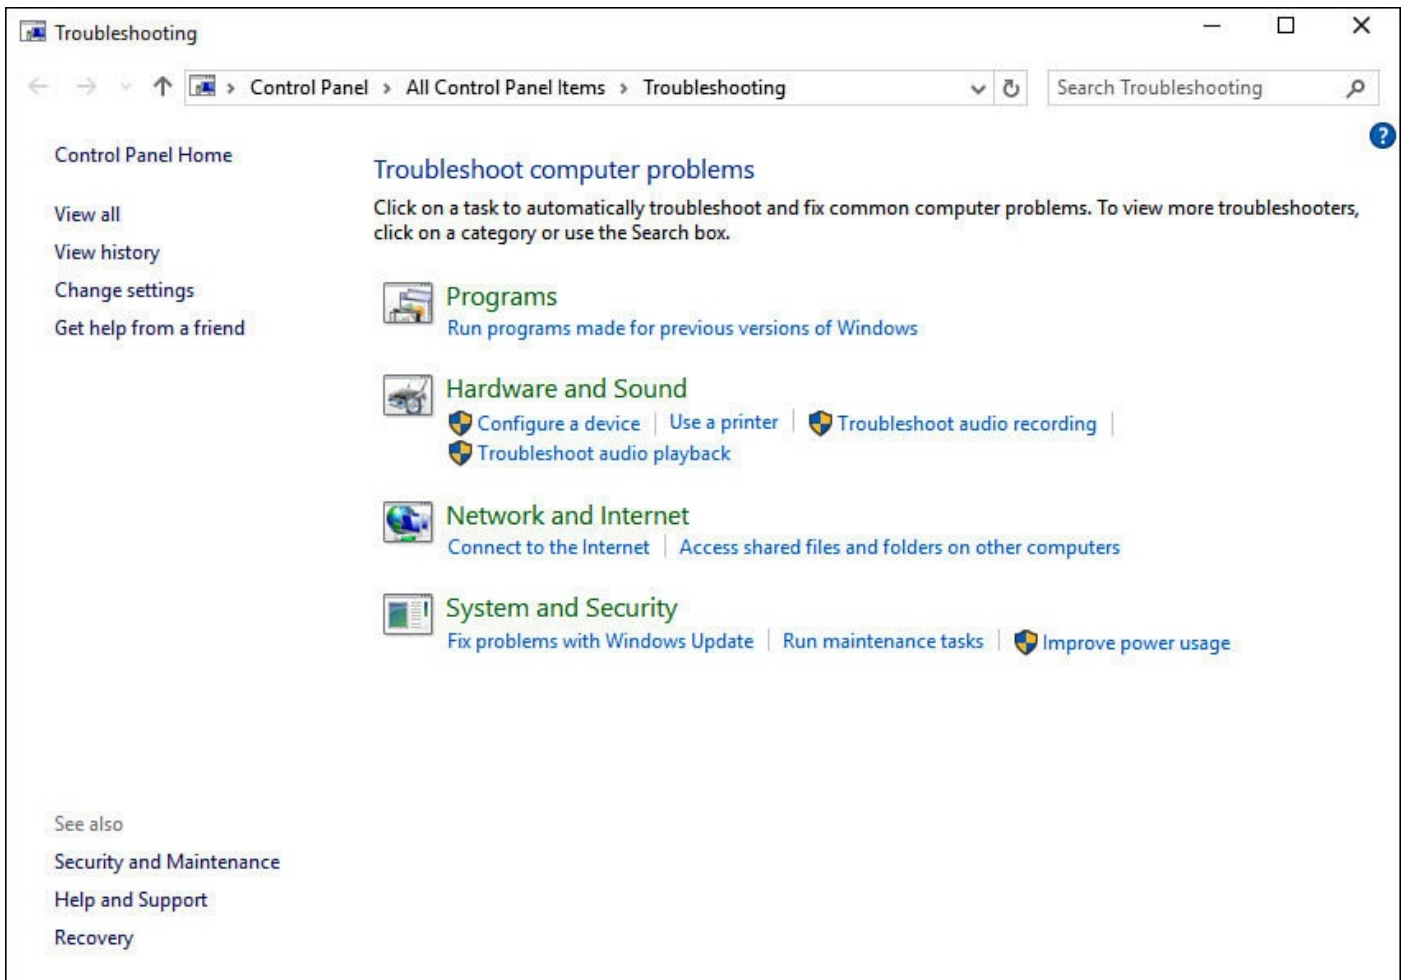 Troubleshooting
Control Panel > All Control Panel Items > Troubleshooting
Search Troubleshooting
?
Control Panel Home
View all
View history
Change settings
Get help from a friend
Troubleshoot computer problems
Click on a task to automatically troubleshoot and fix common computer problems. To view more troubleshooters,
click on a category or use the Search box.
Programs
Run programs made for previous versions of Windows
Hardware and Sound
Configure a device | Use a printer | Troubleshoot audio recording |
Troubleshoot audio playback
Network and Internet
Connect to the Internet | Access shared files and folders on other computers
System and Security
Fix problems with Windows Update | Run maintenance tasks | Improve power usage
See also
Security and Maintenance
Help and Support
Recovery